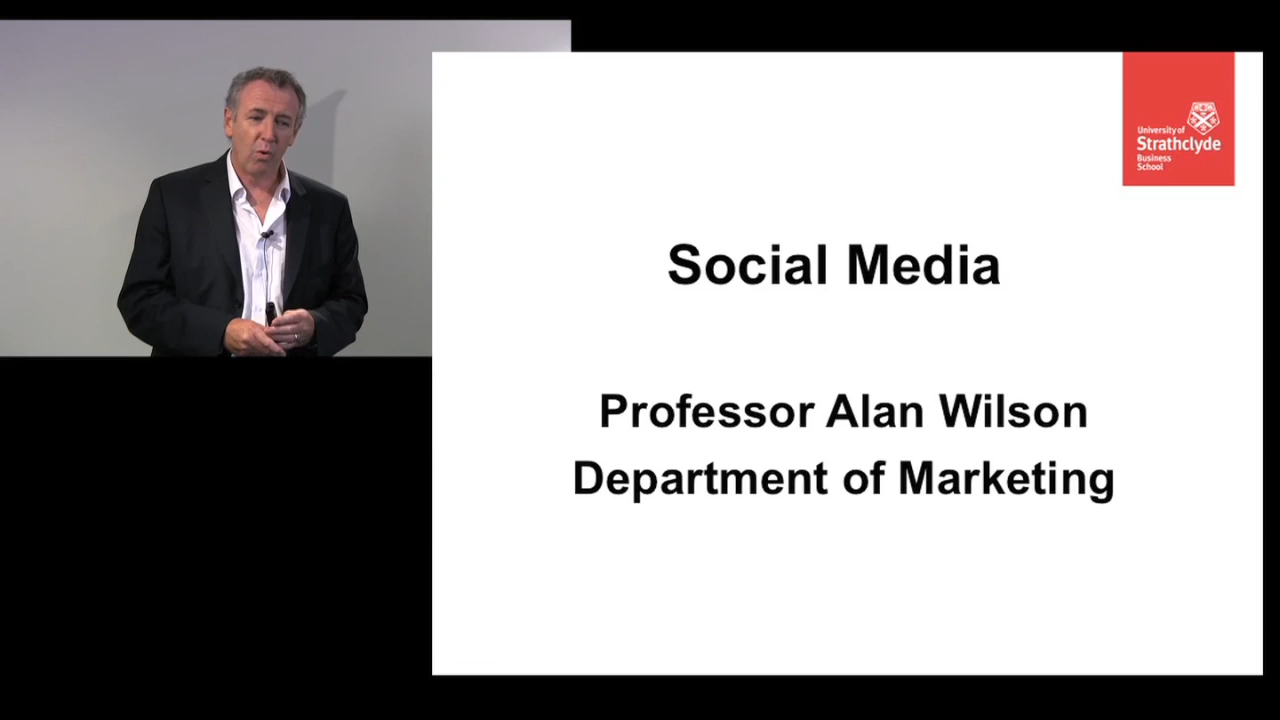 University of
Strathclyde
Business
School
Social Media
Professor Alan Wilson
Department of Marketing